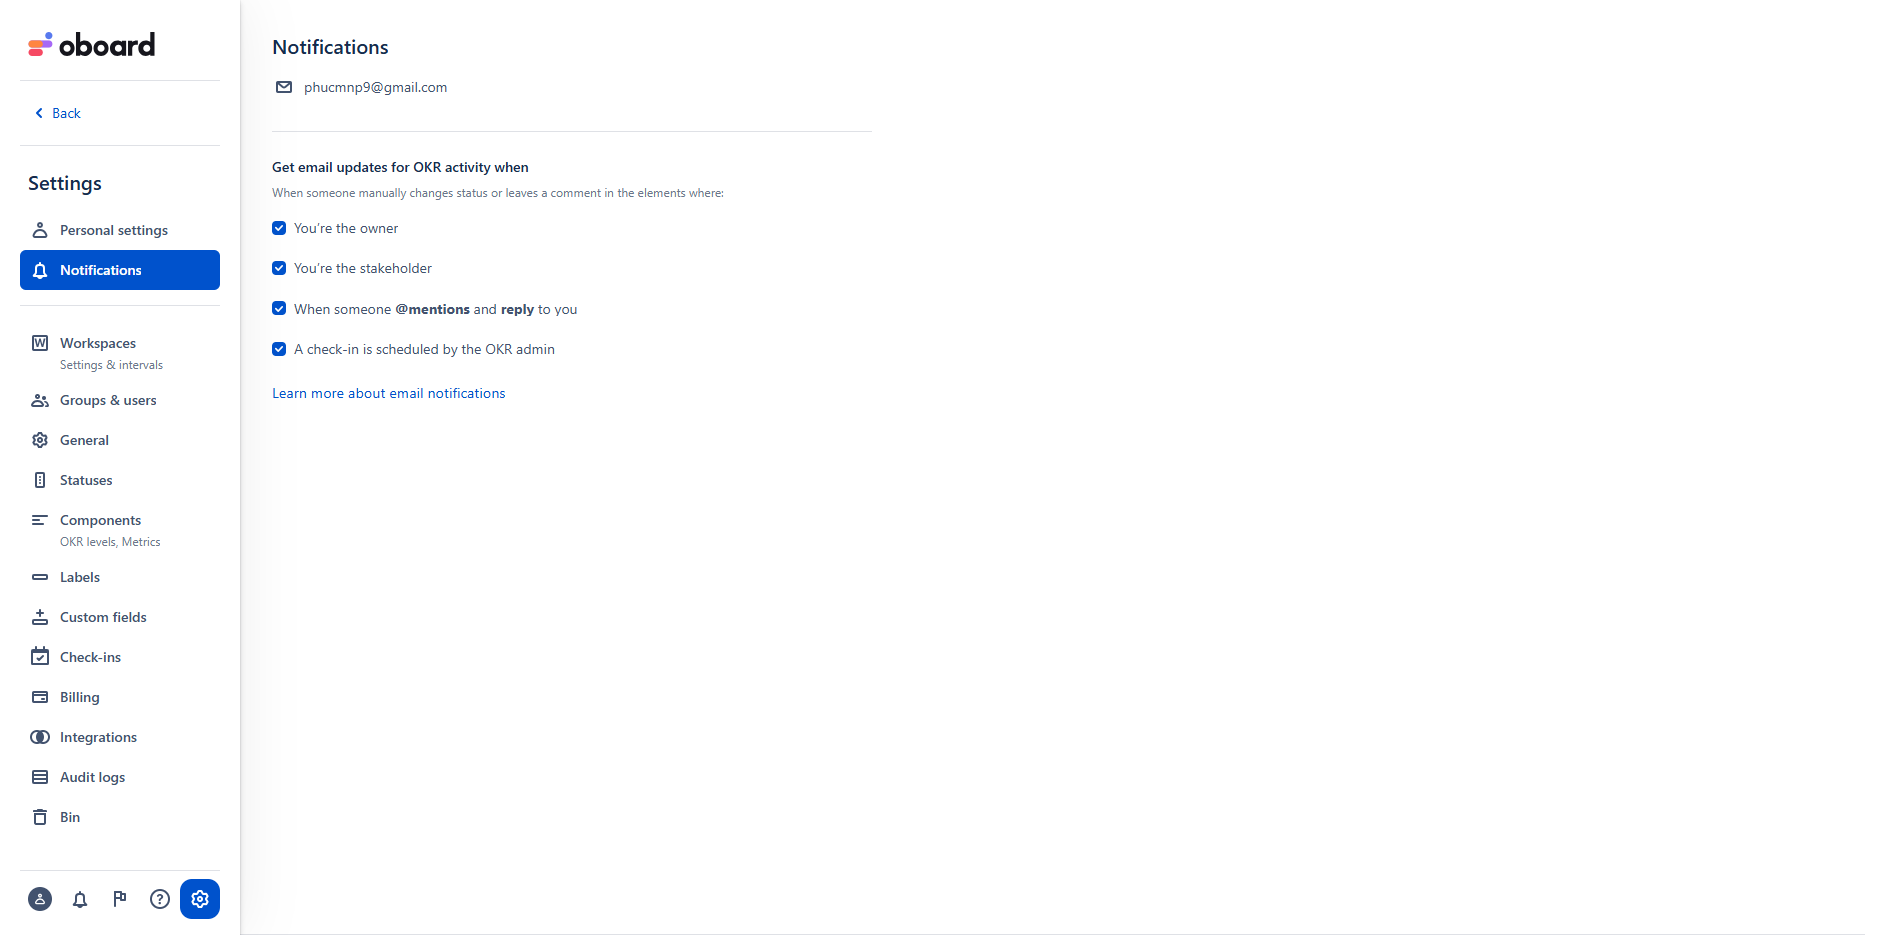 oboard
Back
Settings
Personal settings
Notifications
Workspaces
Settings & intervals
Groups & users
General
Statuses
Components
OKR levels, Metrics
Labels
Custom fields
Check-ins
Billing
Integrations
Audit logs
Bin
Notifications
phucmnp9@gmail.com
Get email updates for OKR activity when
When someone manually changes status or leaves a comment in the elements where:
You're the owner
You're the stakeholder
When someone @mentions and reply to you
A check-in is scheduled by the OKR admin
Learn more about email notifications